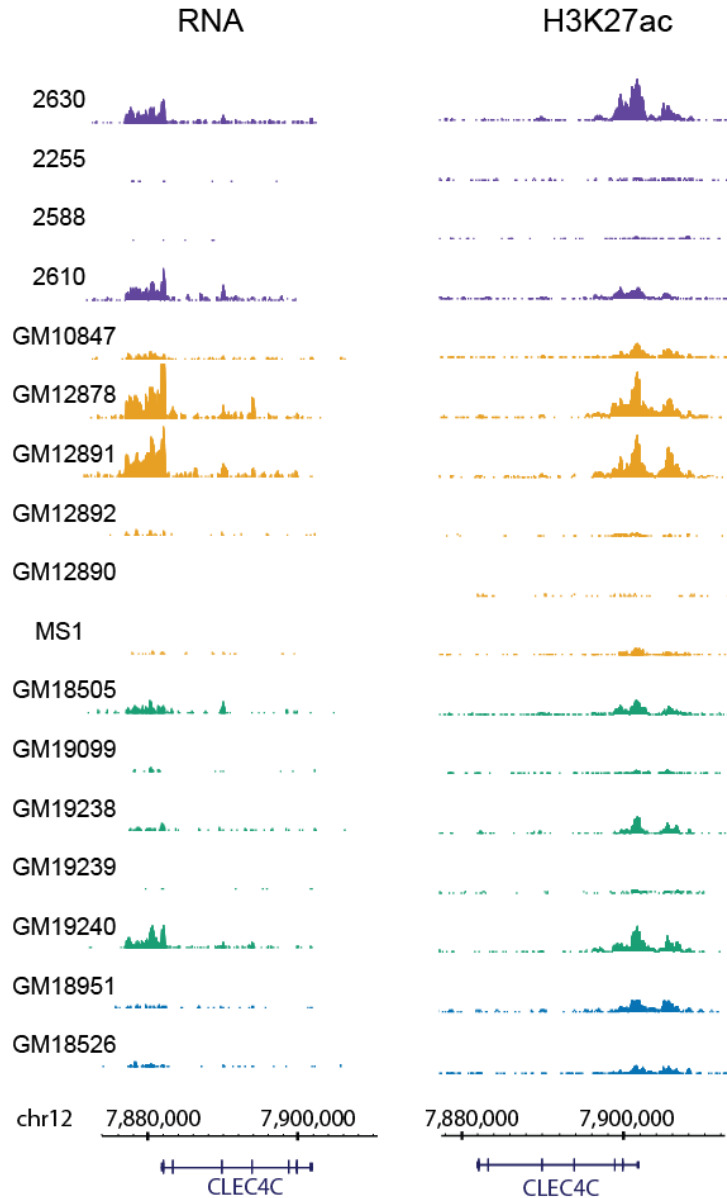 RNA H3K27ac
2630
2255
2588
2610
GM10847
GM12878
GM12891
GM12892
GM12890
MS1
GM18505
GM19099
GM19238
GM19239
GM19240
GM18951
GM18526
chr12 7,880,000 7,900,000 7,880,000 7,900,000
CLEC4C CLEC4C